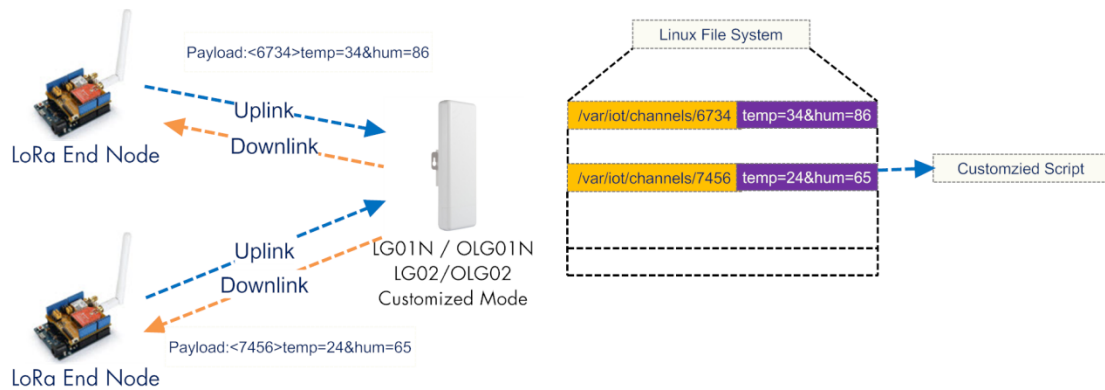 Payload:<6734>temp=34&hum=86
Uplink
Downlink
LoRa End Node
Uplink
Downlink
Payload:<7456>temp=24&hum=65
LoRa End Node
LG01N / OLG01N
LG02/OLG02
Customized Mode
Linux File System
/var/iot/channels/6734 temp=34&hum=86
/var/iot/channels/7456 temp=24&hum=65
Customzied Script